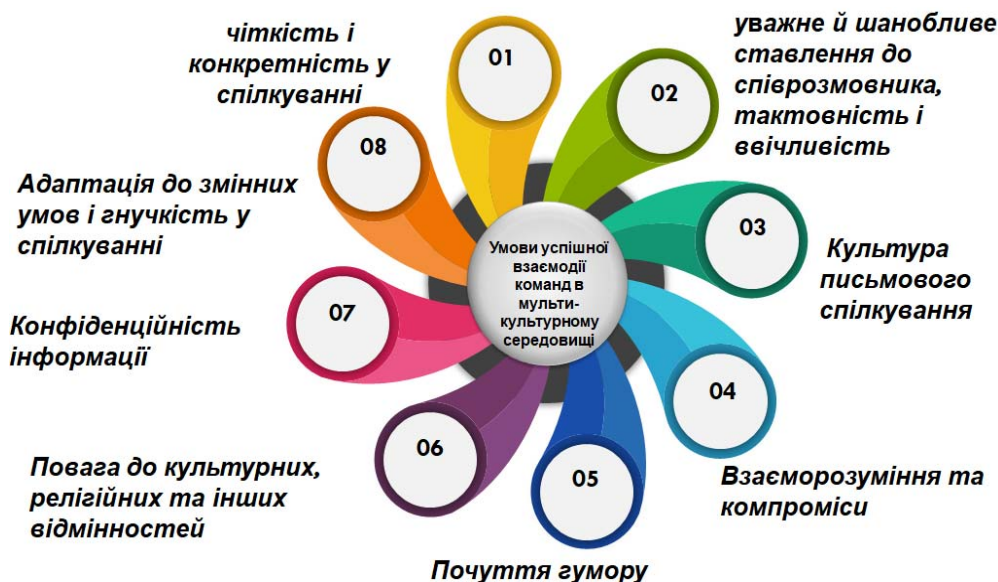 Умови успішної
взаємодії
команд в
мульти-
культурному
середовищі
01
чіткість і
конкретність у
спілкуванні
02
уважне й шанобливе
ставлення до
співрозмовника,
тактовність і
ввічливість
03
Культура
письмового
спілкування
04
Взаєморозуміння та
компроміси
05
Почуття гумору
06
Повага до культурних,
релігійних та інших
відмінностей
07
Конфіденційність
інформації
08
Адаптація до змінних
умов і гнучкість у
спілкуванні